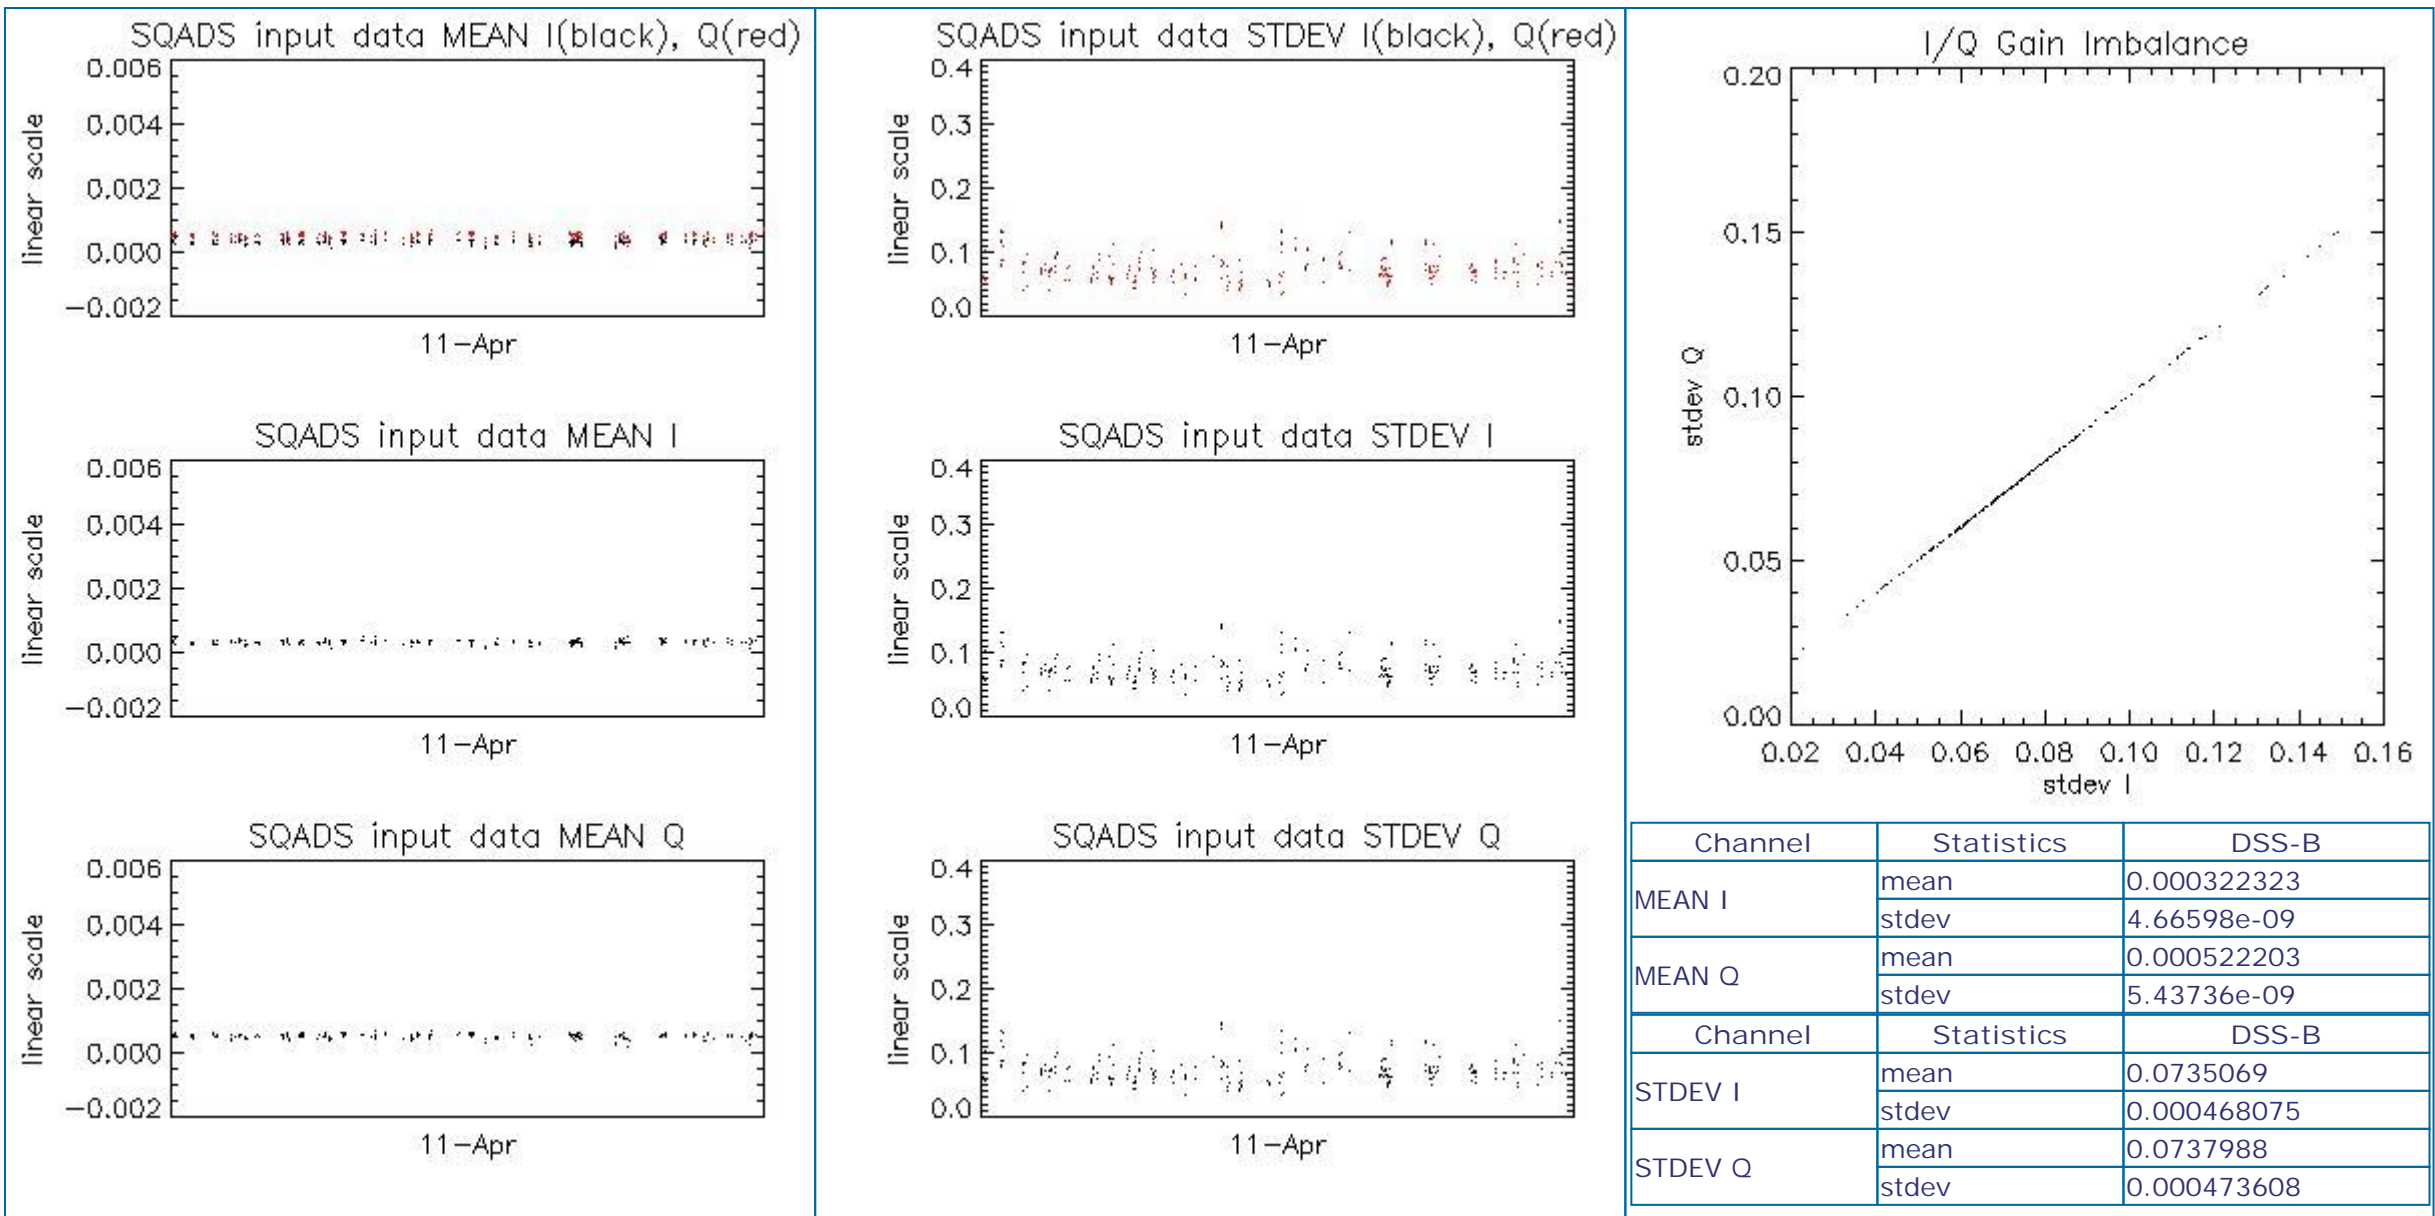 SQADS input data MEAN I(black), Q(red)
0.006
0.004
0.002
0.000
-0.002
linear scale
11-Apr
SQADS input data MEAN I
0.006
0.004
0.002
0.000
-0.002
linear scale
11-Apr
SQADS input data MEAN Q
0.006
0.004
0.002
0.000
-0.002
linear scale
11-Apr
SQADS input data STDEV I(black), Q(red)
0.4
0.3
0.2
0.1
0.0
linear scale
11-Apr
SQADS input data STDEV I
0.4
0.3
0.2
0.1
0.0
linear scale
11-Apr
SQADS input data STDEV Q
0.4
0.3
0.2
0.1
0.0
linear scale
11-Apr
I/Q Gain Imbalance
0.20
0.15
0.10
0.05
0.00
stdev Q
0.02 0.04 0.06 0.08 0.10 0.12 0.14 0.16
stdev I
Channel Statistics DSS-B
MEAN I mean 0.000322323
stdev 4.66598e-09
MEAN Q mean 0.000522203
stdev 5.43736e-09
Channel Statistics DSS-B
STDEV I mean 0.0735069
stdev 0.000468075
STDEV Q mean 0.0737988
stdev 0.000473608